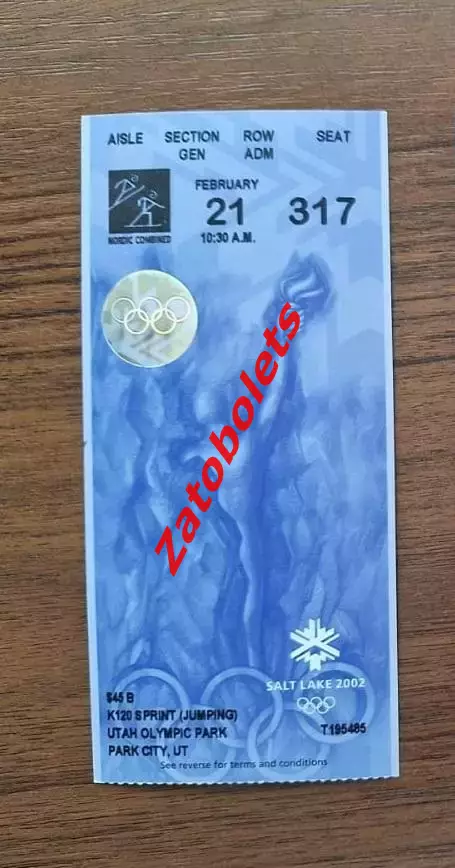 AISLE SECTION ROW SEAT
GEN ADM
FEBRUARY
21 317
10:30 A.M.
NORDIC COMBINED
Zatobolets
SALT LAKE 2002
$45 B
K120 SPRINT (JUMPING)
UTAH OLYMPIC PARK T195485
PARK CITY, UT
See reverse for terms and conditions